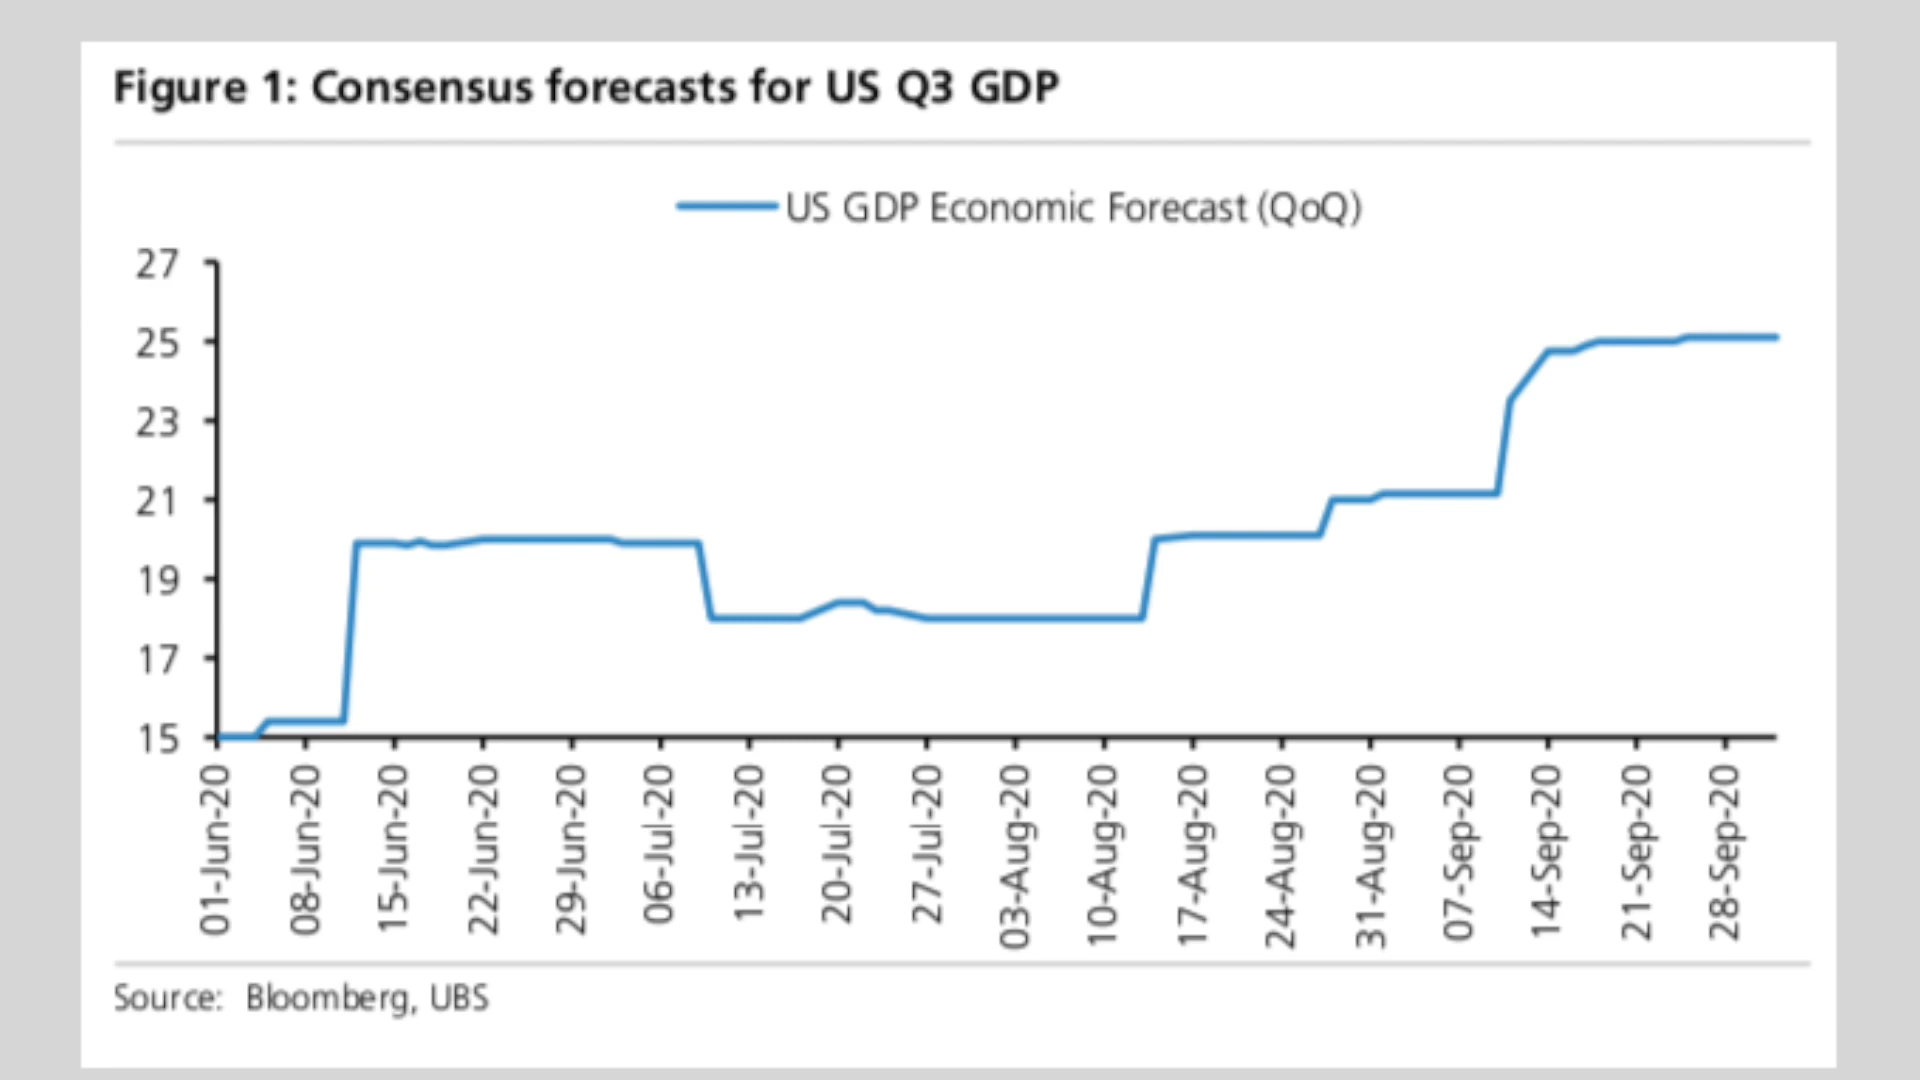 Figure 1: Consensus forecasts for US Q3 GDP
US GDP Economic Forecast (QoQ)
27
25
23
21
19
17
15
01-Jun-20
08-Jun-20
15-Jun-20
22-Jun-20
29-Jun-20
06-Jul-20
13-Jul-20
20-Jul-20
27-Jul-20
03-Aug-20
10-Aug-20
17-Aug-20
24-Aug-20
31-Aug-20
07-Sep-20
14-Sep-20
21-Sep-20
28-Sep-20
Source: Bloomberg, UBS